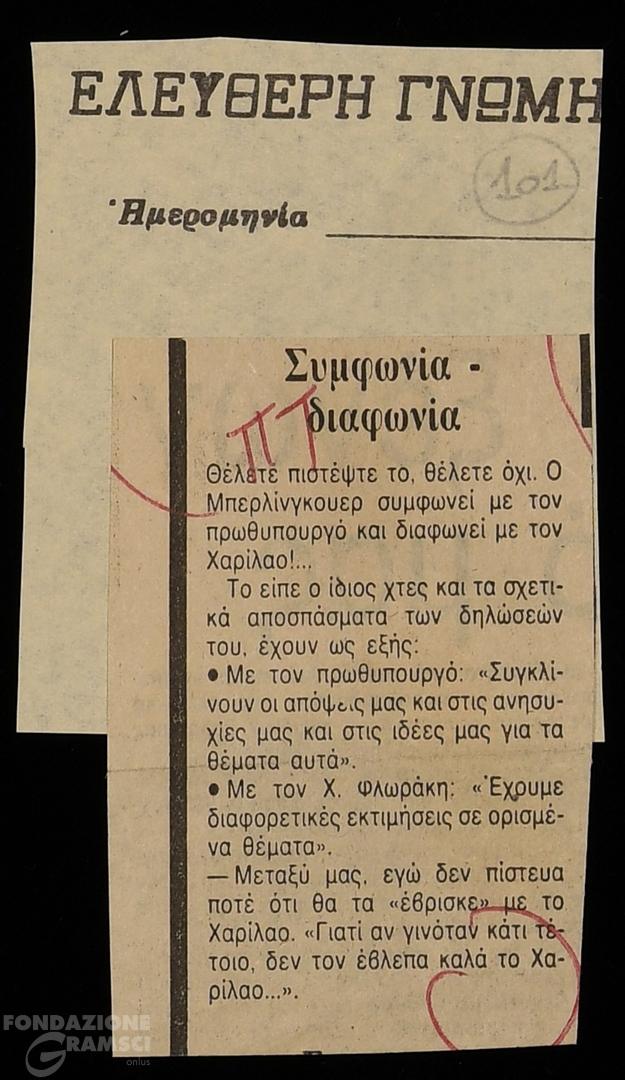 ΕΛΕΥΘΕΡΗ ΓΝΩΜΗ
101
Ἡμερομηνία
Συμφωνία -
διαφωνία
ΠΤ
Θέλετε πιστέψτε το, θέλετε όχι. Ο
Μπερλίνγκουερ συμφωνεί με τον
πρωθυπουργό και διαφωνεί με τον
Χαρίλαο!...
Το είπε ο ίδιος χτες και τα σχετι-
κά αποσπάσματα των δηλώσεών
του, έχουν ως εξής:
● Με τον πρωθυπουργό: «Συγκλί-
νουν οι απόψεις μας και στις ανησυ-
χίες μας και στις ιδέες μας για τα
θέματα αυτά».
● Με τον Χ. Φλωράκη: «Έχρυμε
διαφορετικές εκτιμήσεις σε ορισμέ-
να θέματα».
— Μεταξύ μας, εγώ δεν πίστευα
ποτέ ότι θα τα «έβρισκε» με το
Χαρίλαο. «Γιατί αν γινόταν κάτι τέ-
τοιο, δεν τον έβλεπα καλά το Χα-
ρίλαο...».
FONDAZIONE
GRAMSCI
onlus